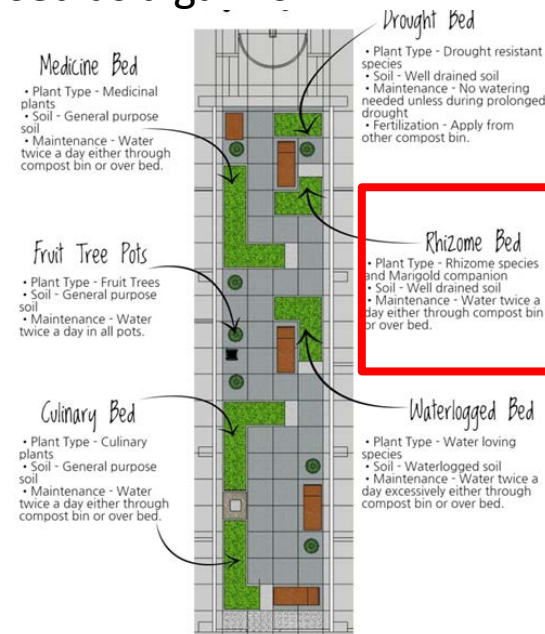 Medicine Bed
• Plant Type - Medicinal
plants
• Soil - General purpose
soil
• Maintenance - Water
twice a day either through
compost bin or over bed.
Fruit Tree Pots
• Plant Type - Fruit Trees
• Soil - General purpose
soil
• Maintenance - Water
twice a day in all pots.
Culinary Bed
• Plant Type - Culinary
plants
• Soil - General purpose
soil
• Maintenance - Water
twice a day either through
compost bin or over bed.
Drought Bed
• Plant Type - Drought resistant
species
• Soil - Well drained soil
• Maintenance - No watering
needed unless during prolonged
drought
• Fertilization - Apply from
other compost bin.
Rhizome Bed
• Plant Type - Rhizome species
and Marigold companion
• Soil - Well drained soil
• Maintenance - Water twice a
day either through compost bin
or over bed.
Waterlogged Bed
• Plant Type - Water loving
species
• Soil - Waterlogged soil
• Maintenance - Water twice a
day excessively either through
compost bin or over bed.